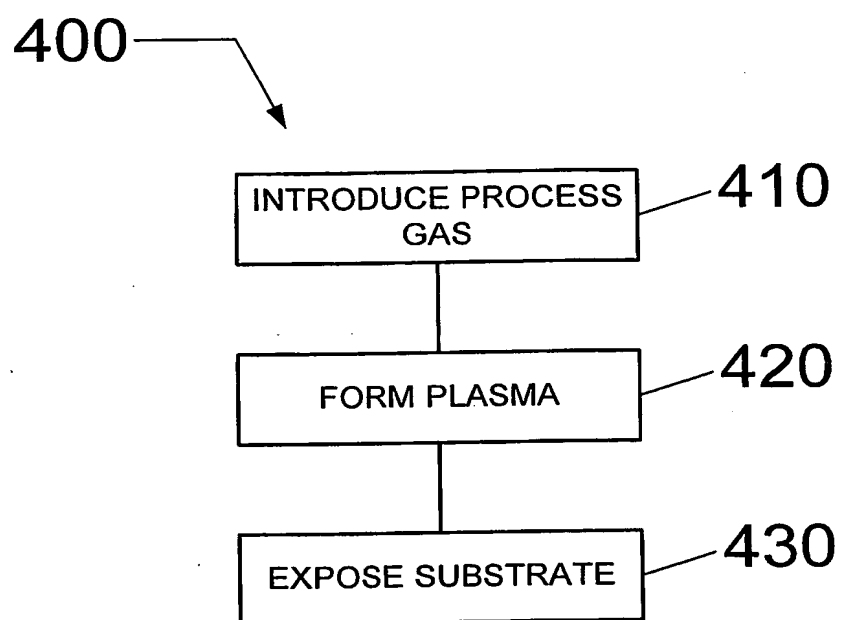 400
INTRODUCE PROCESS
GAS
410
FORM PLASMA
420
EXPOSE SUBSTRATE
430